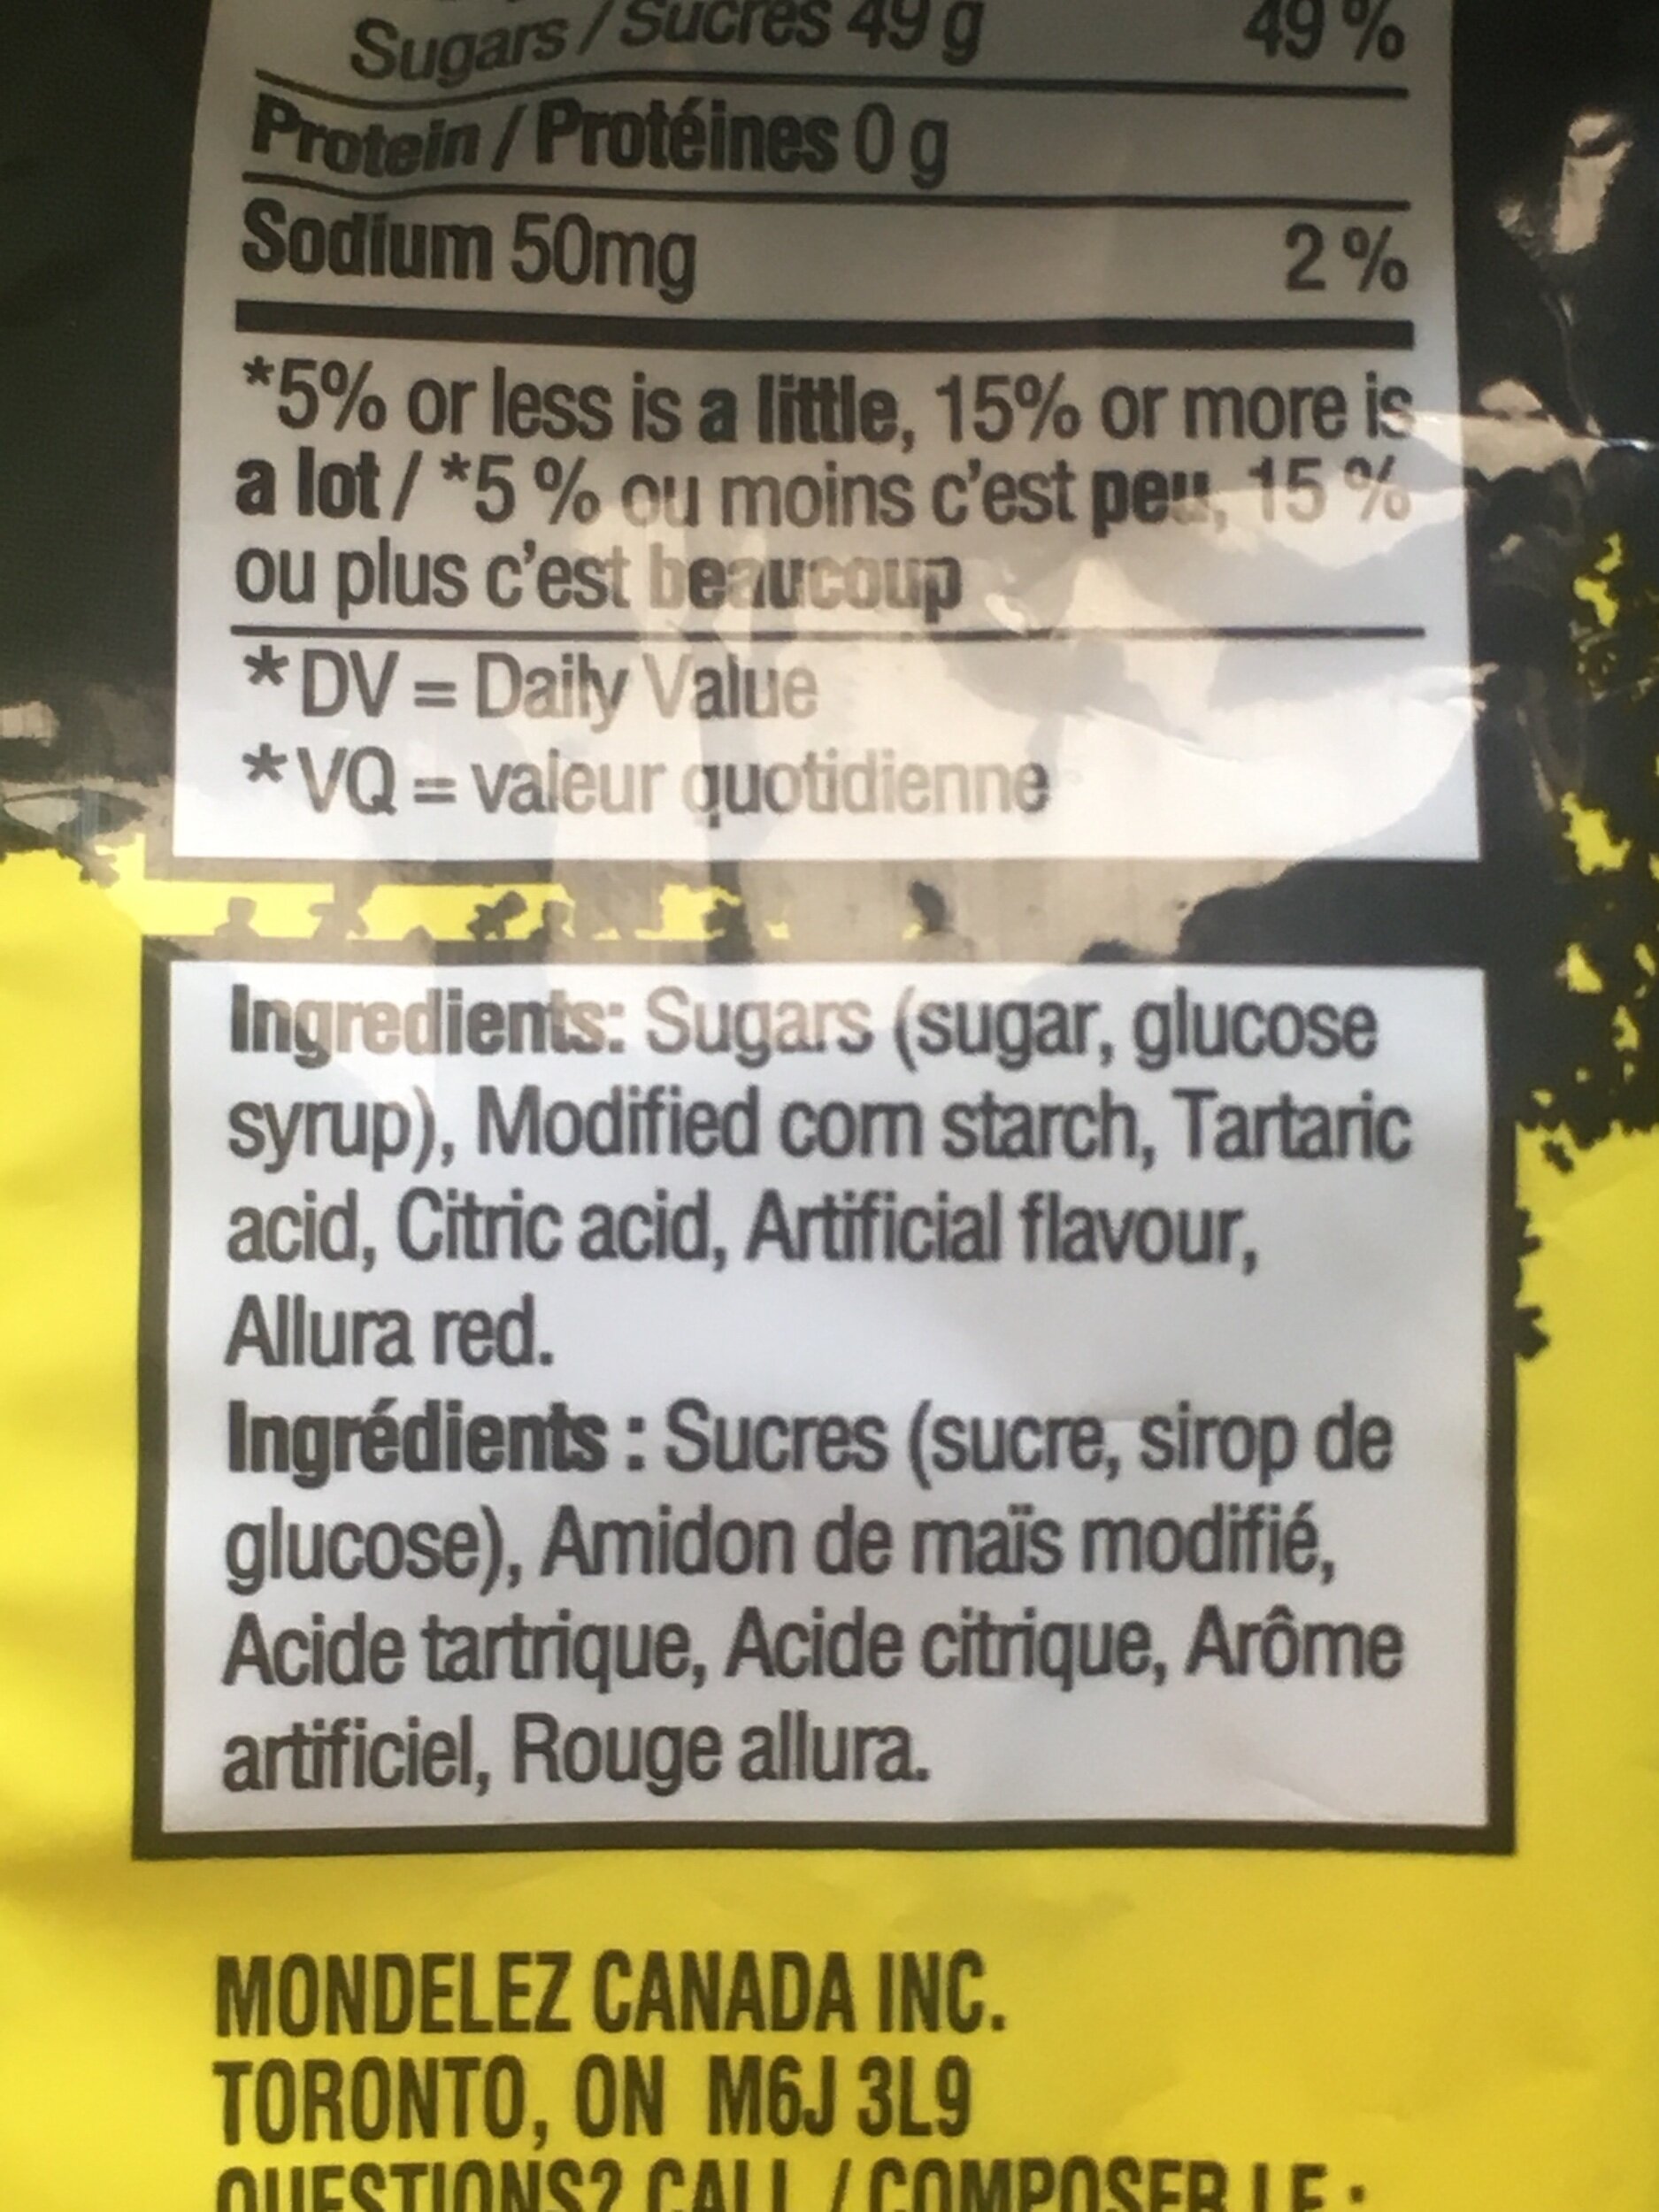 Sugars / Sucres 49 g 49 %
Protein / Protéines 0 g
Sodium 50mg 2 %
*5% or less is a little, 15% or more is
a lot / *5 % ou moins c'est peu, 15 %
ou plus c'est beaucoup
* DV = Daily Value
* VQ = valeur quotidienne
Ingredients: Sugars (sugar, glucose
syrup), Modified corn starch, Tartaric
acid, Citric acid, Artificial flavour,
Allura red.
Ingrédients : Sucres (sucre, sirop de
glucose), Amidon de maïs modifié,
Acide tartrique, Acide citrique, Arôme
artificiel, Rouge allura.
MONDELEZ CANADA INC.
TORONTO, ON M6J 3L9
QUESTIONS? CALL / COMPOSER LE :